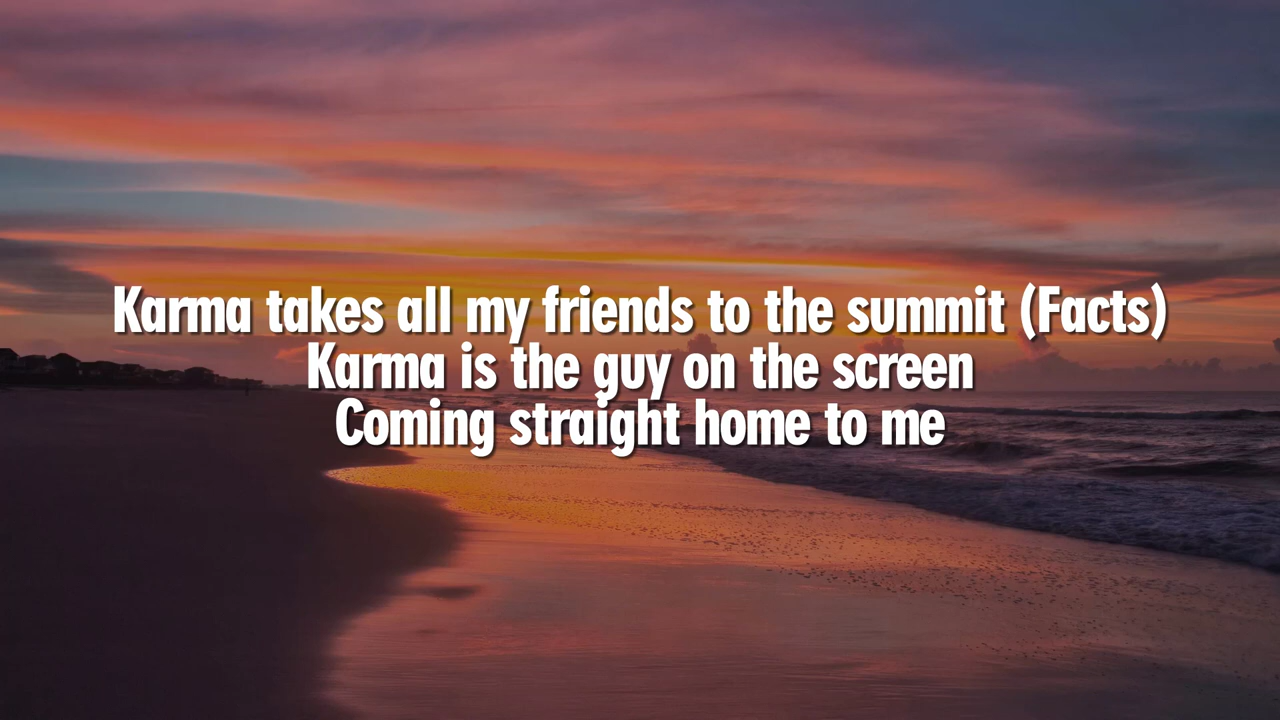 Karma takes all my friends to the summit (Facts)
Karma is the guy on the screen
Coming straight home to me